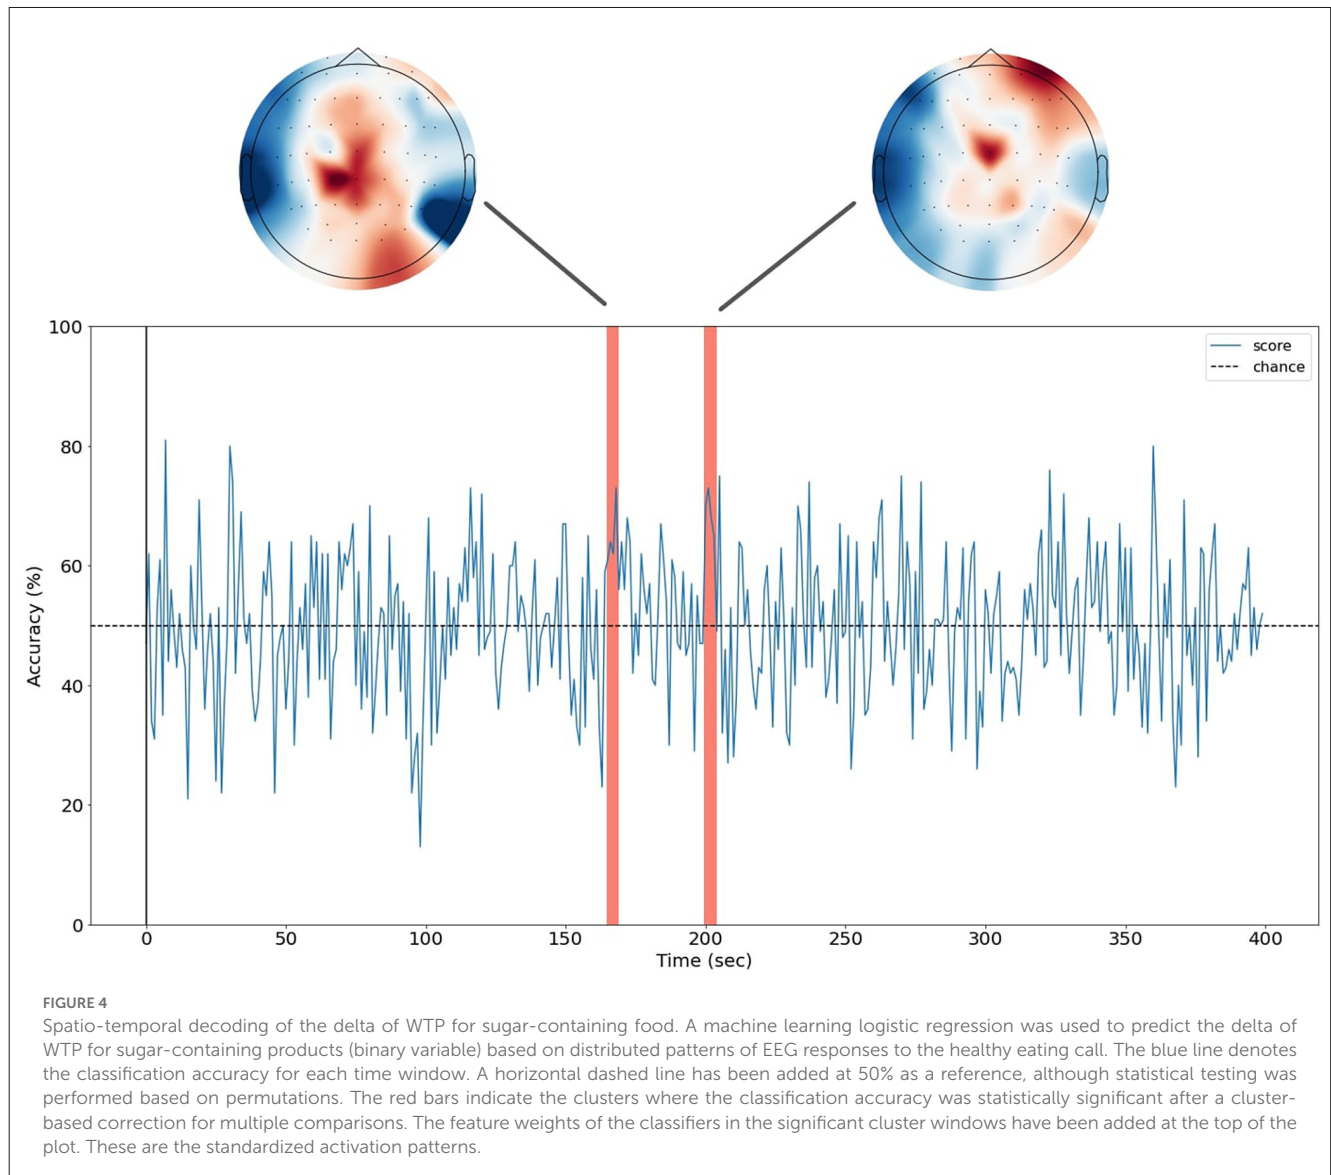 100
80
60
40
20
0
Accuracy (%)
score
chance
0 50 100 150 200 250 300 350 400
Time (sec)
FIGURE 4
Spatio-temporal decoding of the delta of WTP for sugar-containing food. A machine learning logistic regression was used to predict the delta of
WTP for sugar-containing products (binary variable) based on distributed patterns of EEG responses to the healthy eating call. The blue line denotes
the classification accuracy for each time window. A horizontal dashed line has been added at 50% as a reference, although statistical testing was
performed based on permutations. The red bars indicate the clusters where the classification accuracy was statistically significant after a cluster-
based correction for multiple comparisons. The feature weights of the classifiers in the significant cluster windows have been added at the top of the
plot. These are the standardized activation patterns.